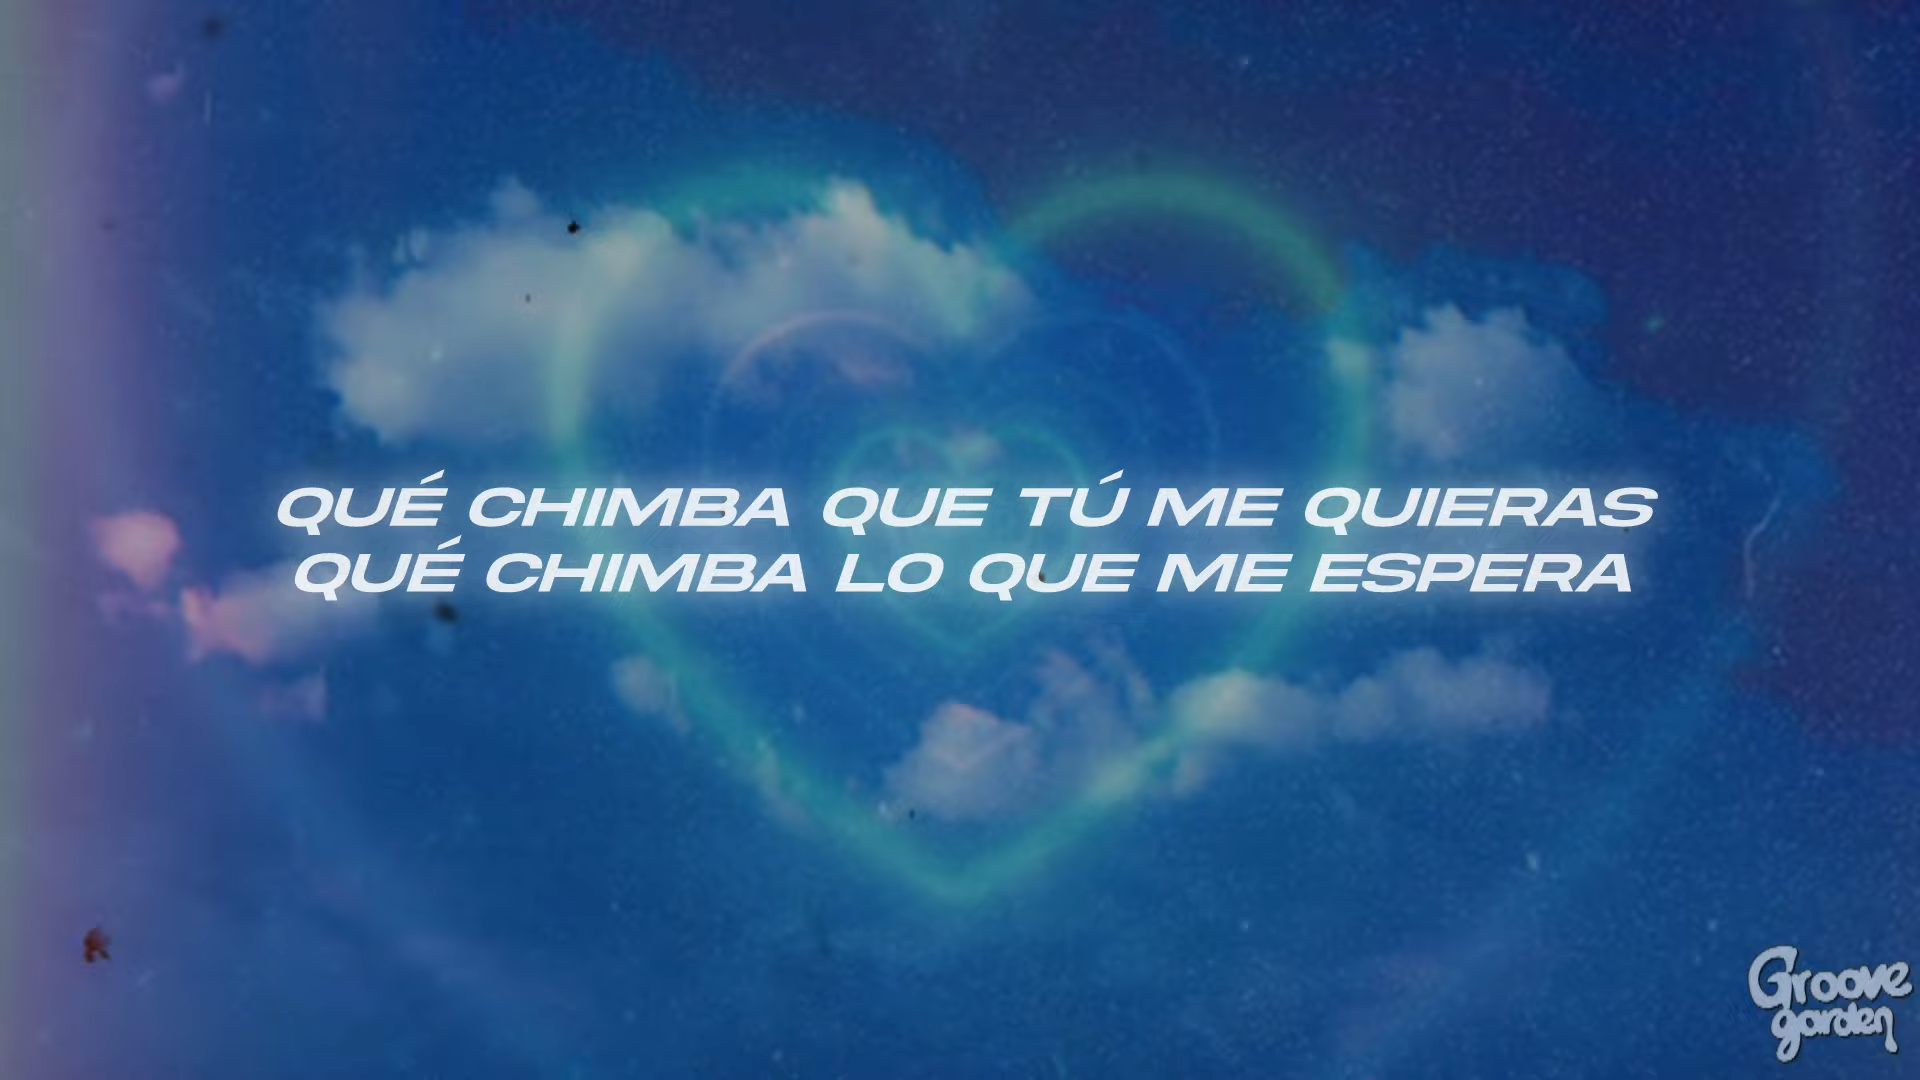 QUÉ CHIMBA QUE TÚ ME QUIERAS
QUÉ CHIMBA LO QUE ME ESPERA
Groove
garden